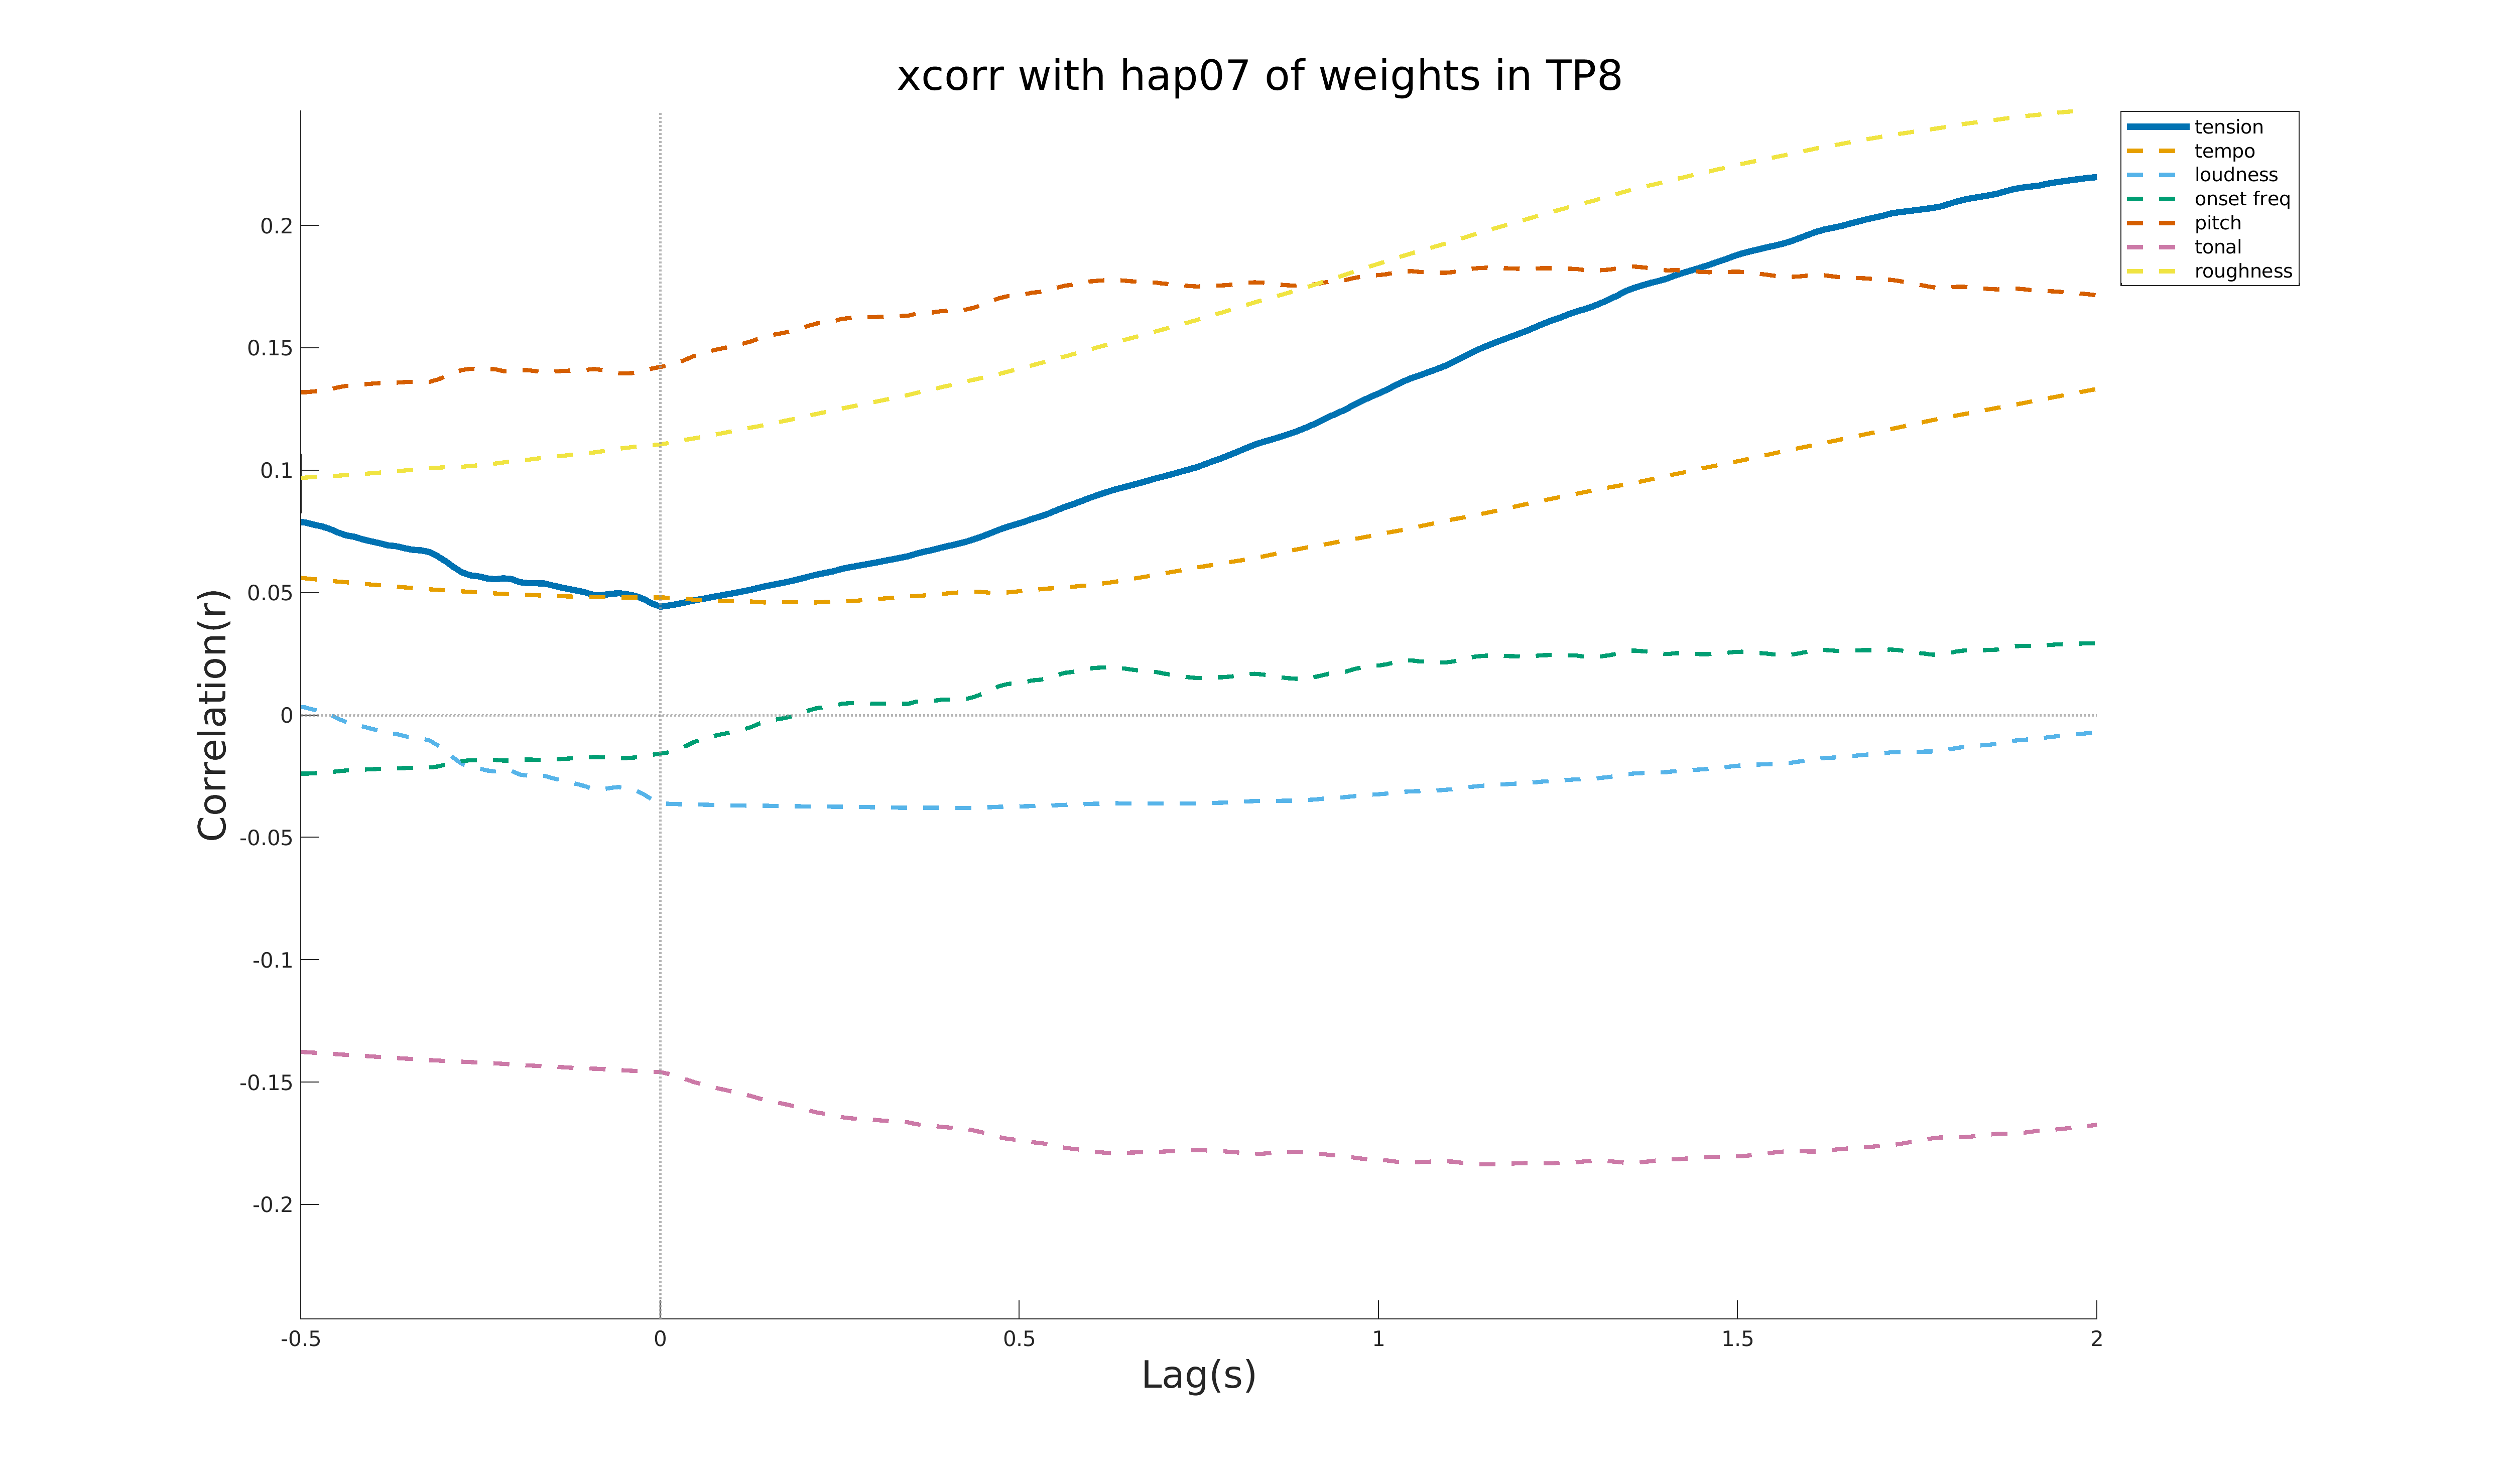 xcorr with hap07 of weights in TP8
tension
tempo
loudness
onset freq
pitch
tonal
roughness
0.2
0.15
0.1
0.05
0
-0.05
-0.1
-0.15
-0.2
Correlation(r)
-0.5
0
0.5
1
1.5
2
Lag(s)